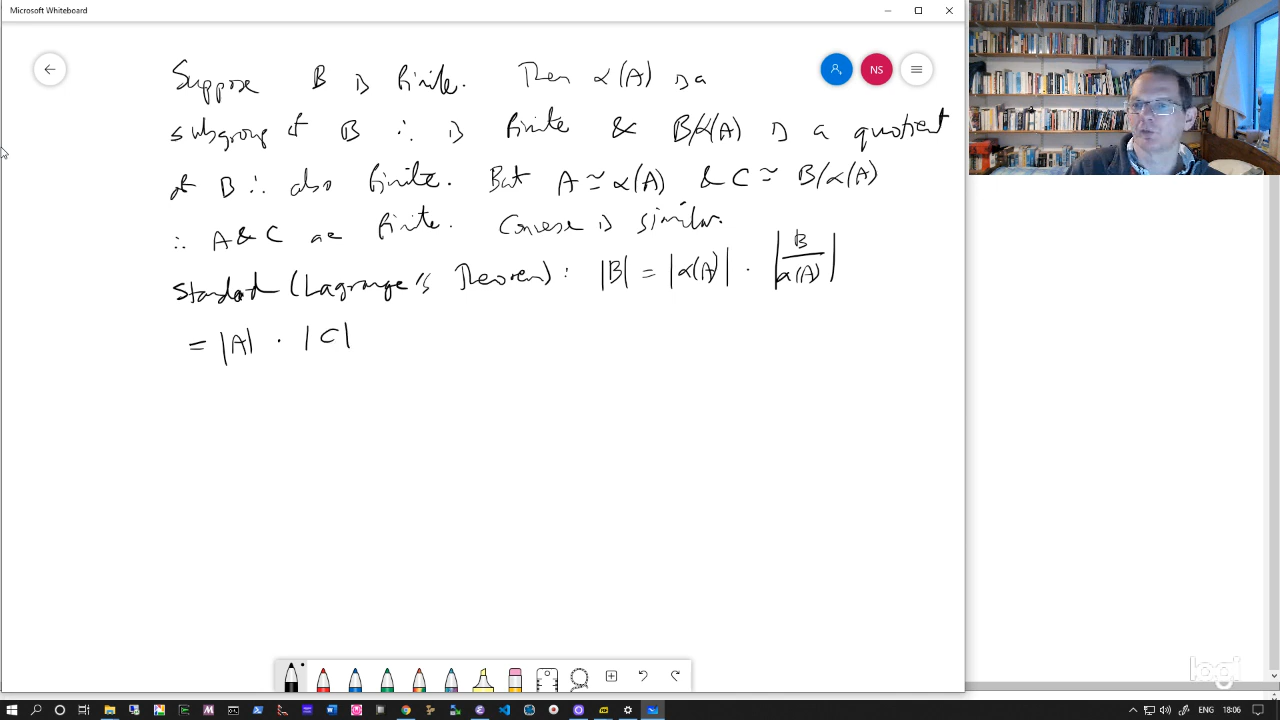 Microsoft Whiteboard
NS
Suppose B is finite. Then α(A) is a
subgroup of B ∴ is finite & B/α(A) is a quotient
of B ∴ also finite. But A ≃ α(A) & C ≃ B/α(A)
∴ A & C are finite. Converse is similar.
Standard (Lagrange's Theorem): |B| = |α(A)| · |B/α(A)|
= |A| · |C|
logi
ENG 18:06